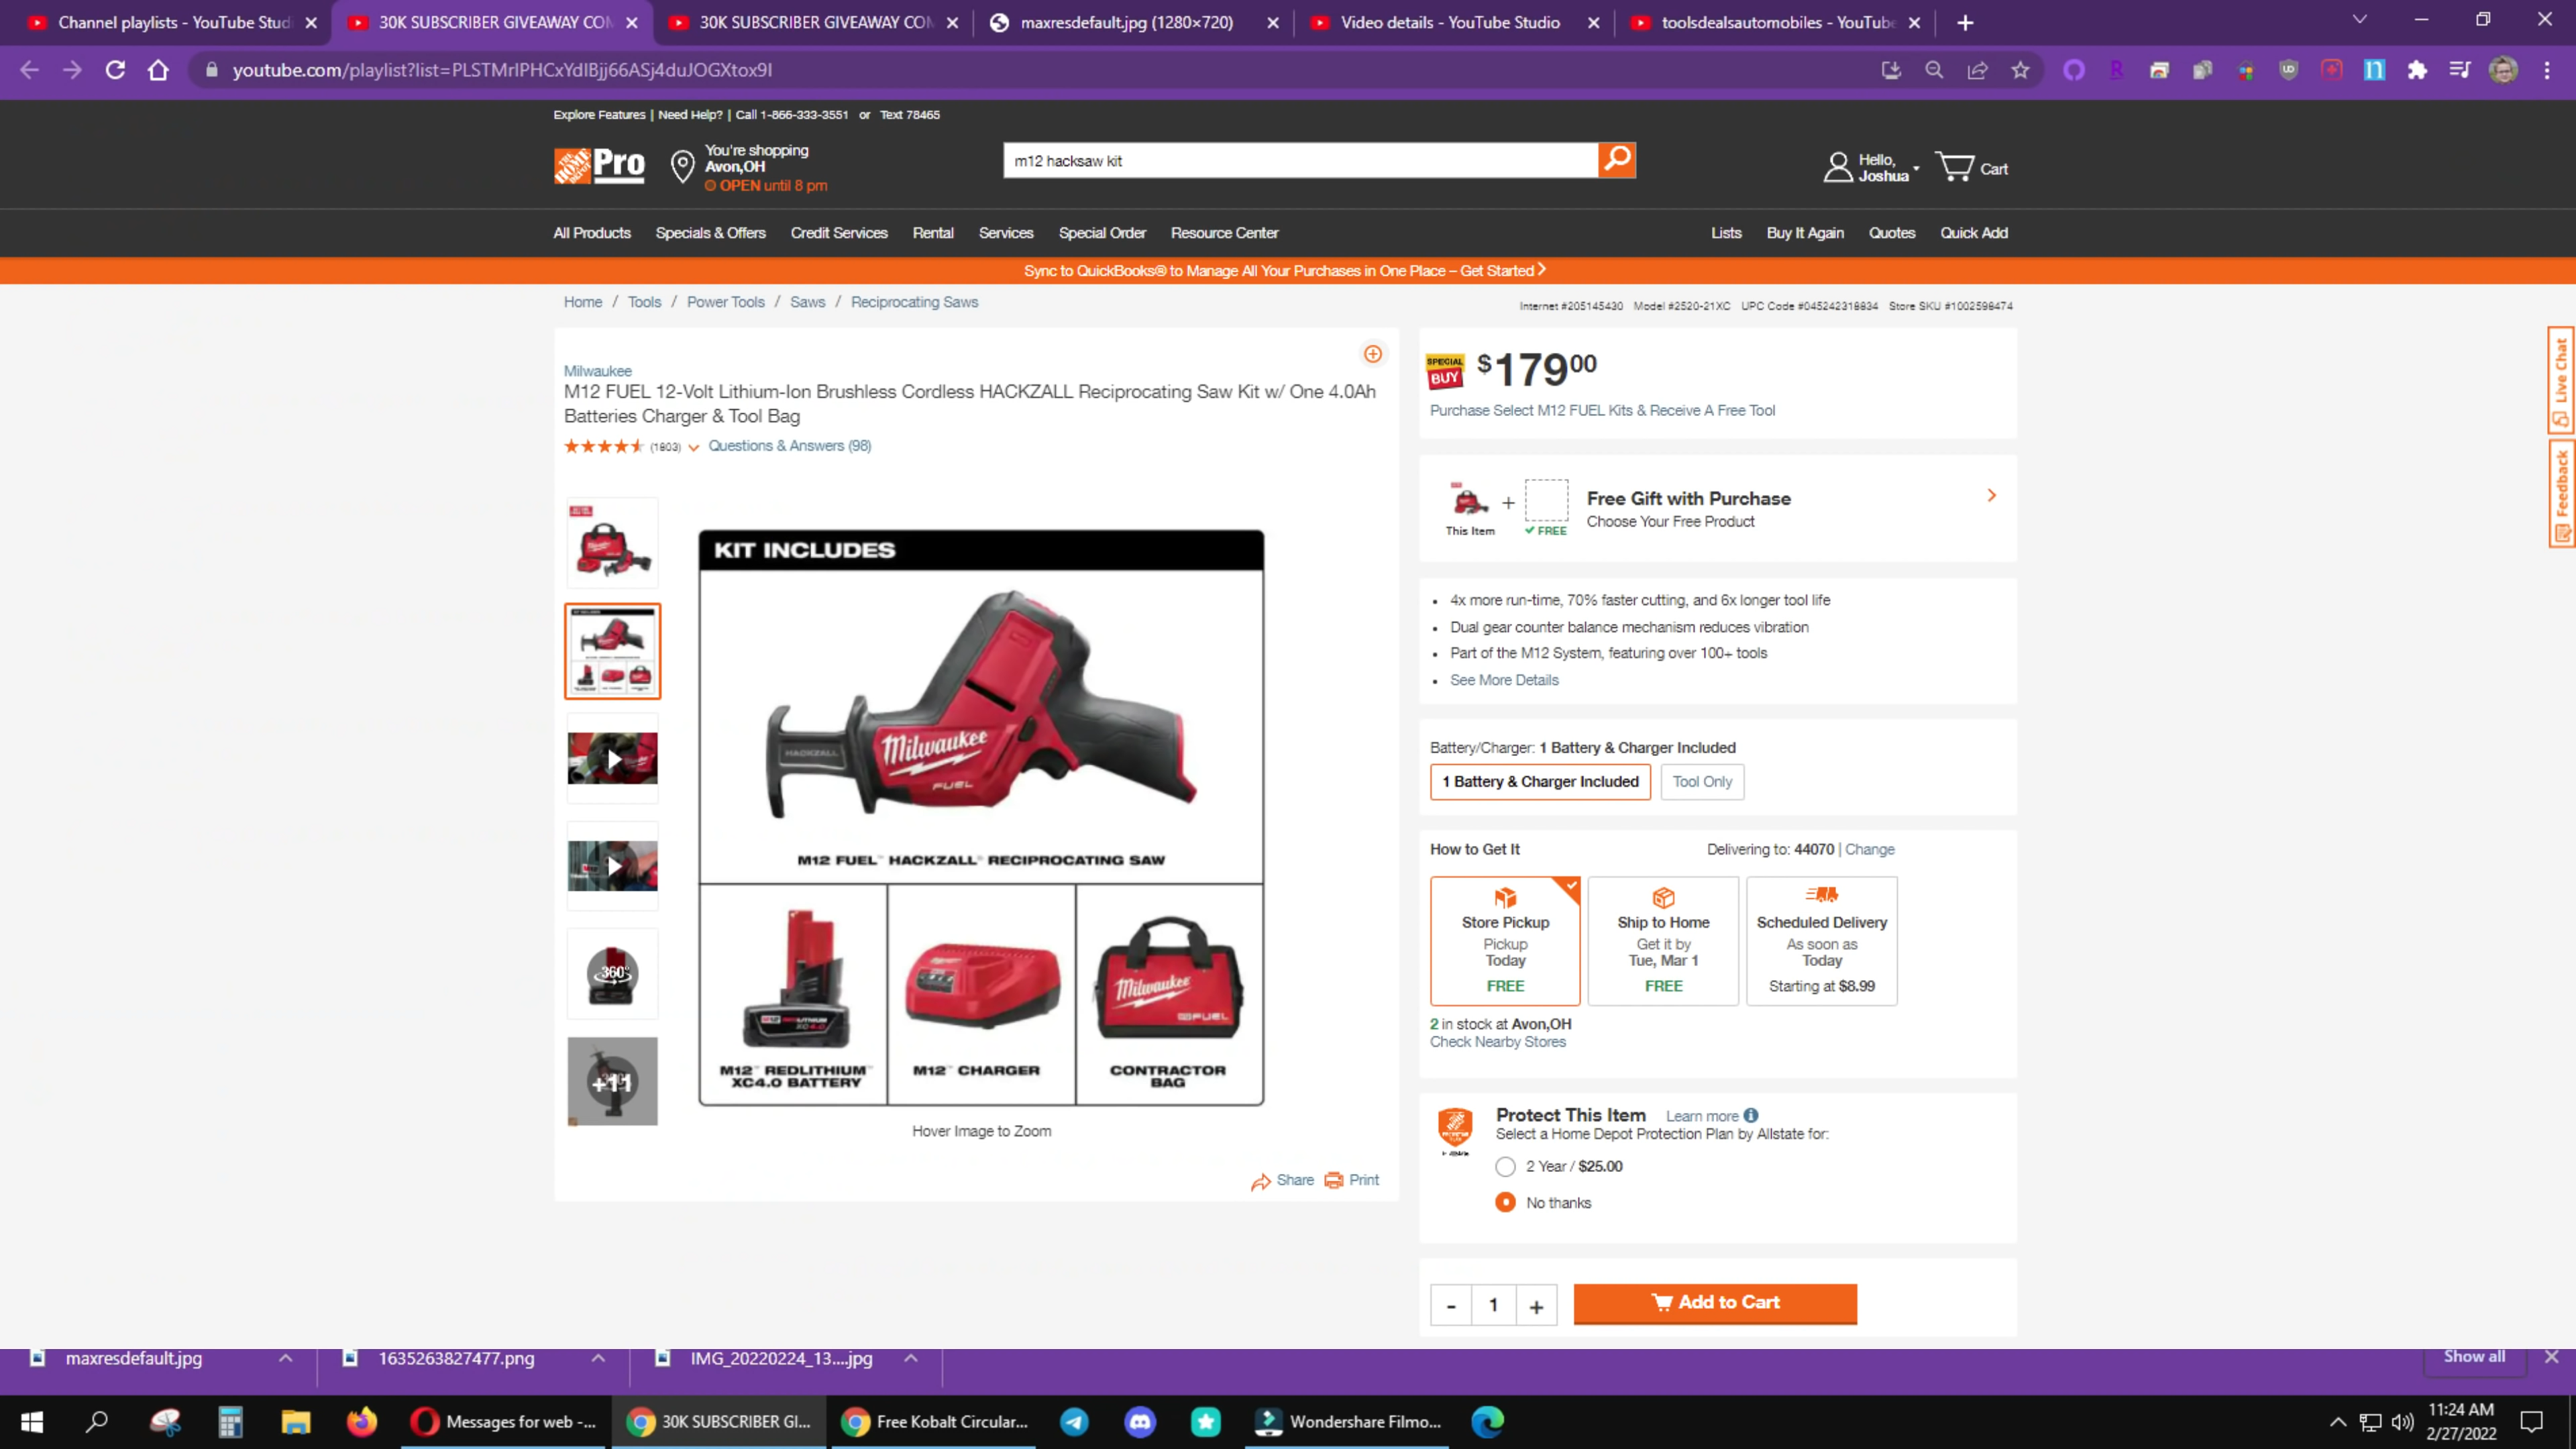 Channel playlists - YouTube Studi
30K SUBSCRIBER GIVEAWAY CON
30K SUBSCRIBER GIVEAWAY CON
maxresdefault.jpg (1280×720)
Video details - YouTube Studio
toolsdealsautomobiles - YouTube
youtube.com/playlist?list=PLSTMrIPHCxYdIBjj66ASj4duJOGXtox9I
Explore Features | Need Help? | Call 1-866-333-3551 or Text 78465
THE HOME DEPOT Pro
You're shopping
Avon,OH
OPEN until 8 pm
m12 hacksaw kit
Hello,
Joshua
Cart
All Products Specials & Offers Credit Services Rental Services Special Order Resource Center
Lists Buy It Again Quotes Quick Add
Sync to QuickBooks® to Manage All Your Purchases in One Place – Get Started
Home / Tools / Power Tools / Saws / Reciprocating Saws
Internet #205145430 Model #2520-21XC UPC Code #045242318834 Store SKU #1002598474
Milwaukee
M12 FUEL 12-Volt Lithium-Ion Brushless Cordless HACKZALL Reciprocating Saw Kit w/ One 4.0Ah
Batteries Charger & Tool Bag
(1803) Questions & Answers (98)
KIT INCLUDES
HACKZALL
Milwaukee
FUEL
M12 FUEL™ HACKZALL® RECIPROCATING SAW
M12™ REDLITHIUM™
XC4.0 BATTERY
M12™ CHARGER
Milwaukee
FUEL
CONTRACTOR
BAG
360°
+11
Hover Image to Zoom
Share
Print
SPECIAL
BUY
$179 00
Purchase Select M12 FUEL Kits & Receive A Free Tool
This Item
+
FREE
Free Gift with Purchase
Choose Your Free Product
• 4x more run-time, 70% faster cutting, and 6x longer tool life
• Dual gear counter balance mechanism reduces vibration
• Part of the M12 System, featuring over 100+ tools
• See More Details
Battery/Charger: 1 Battery & Charger Included
1 Battery & Charger Included
Tool Only
How to Get It
Delivering to: 44070 | Change
Store Pickup
Pickup
Today
FREE
Ship to Home
Get it by
Tue, Mar 1
FREE
Scheduled Delivery
As soon as
Today
Starting at $8.99
2 in stock at Avon,OH
Check Nearby Stores
Protect This Item Learn more
Select a Home Depot Protection Plan by Allstate for:
2 Year / $25.00
No thanks
- 1 +
Add to Cart
Live Chat
Feedback
maxresdefault.jpg
1635263827477.png
IMG_20220224_13....jpg
Show all
Messages for web -...
30K SUBSCRIBER GI...
Free Kobalt Circular...
Wondershare Filmo...
11:24 AM
2/27/2022